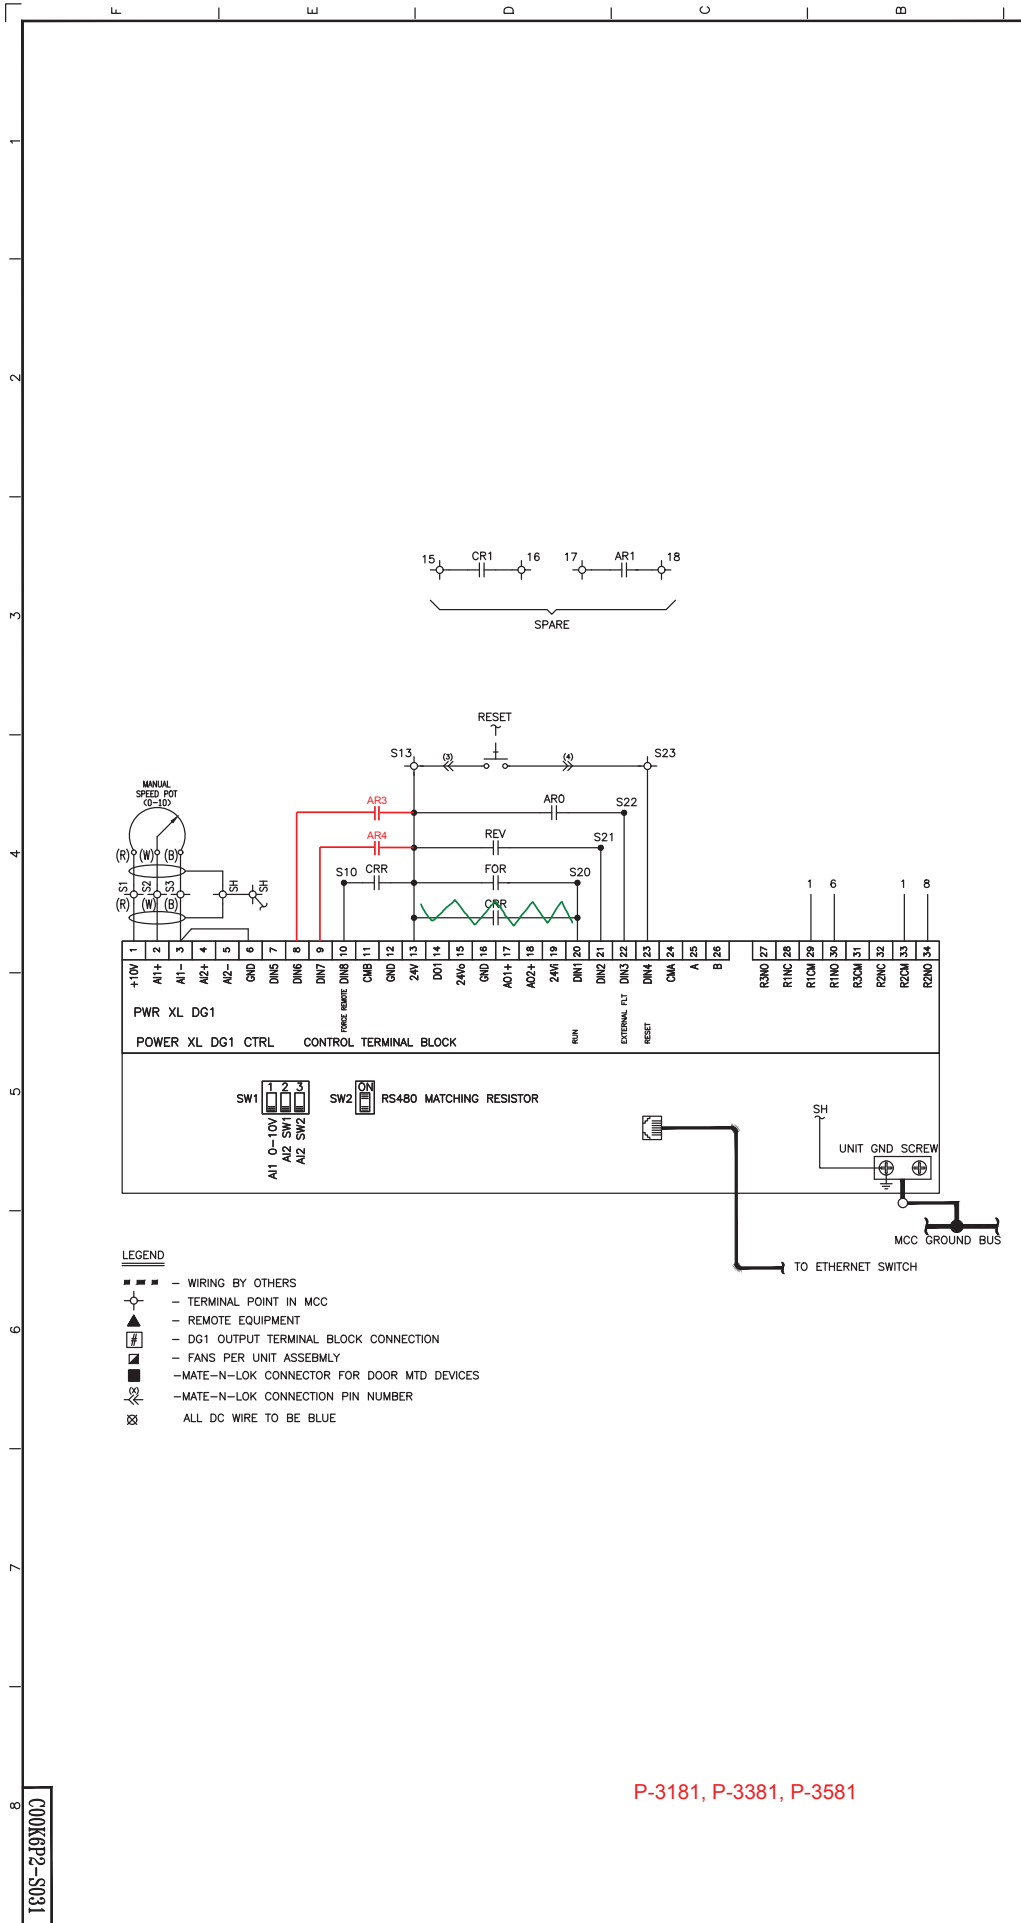 F E D C B
1
2
15 CR1 16 17 AR1 18
3
SPARE
RESET
S13 (3) (4) S23
MANUAL
SPEED POT
(0-10)
AR3 ARO S22
AR4 REV S21
4
(R) (W) (B)
S10 CRR FOR S20
S1 S2 S3 SH SH
(R) (W) (B)
1 6 1 8
1 2 3 4 5 6 7 8 9 10 11 12 13 14 15 16 17 18 19 20 21 22 23 24 25 26 27 28 29 30 31 32 33 34
+10V AI1+ AI1- AI2+ AI2- GND DIN5 DIN6 DIN7 DIN8 CMB GND 24V DO1 24Vo GND AO1+ AO2+ 24Vi DIN1 DIN2 DIN3 DIN4 CMA A B R3NO R1NC R1CM R1NO R3CM R2NC R2CM R2NO
FORCE REMOTE RUN EXTERNAL FLT RESET
PWR XL DG1
POWER XL DG1 CTRL CONTROL TERMINAL BLOCK
5
1 2 3 ON
SW1 SW2 RS480 MATCHING RESISTOR
AI1 0-10V
AI2 SW1
AI2 SW2
SH
UNIT GND SCREW
MCC GROUND BUS
TO ETHERNET SWITCH
LEGEND
- WIRING BY OTHERS
- TERMINAL POINT IN MCC
- REMOTE EQUIPMENT
6
# - DG1 OUTPUT TERMINAL BLOCK CONNECTION
- FANS PER UNIT ASSEBMLY
-MATE-N-LOK CONNECTOR FOR DOOR MTD DEVICES
(X) -MATE-N-LOK CONNECTION PIN NUMBER
ALL DC WIRE TO BE BLUE
7
P-3181, P-3381, P-3581
8
C00K6P2-S031